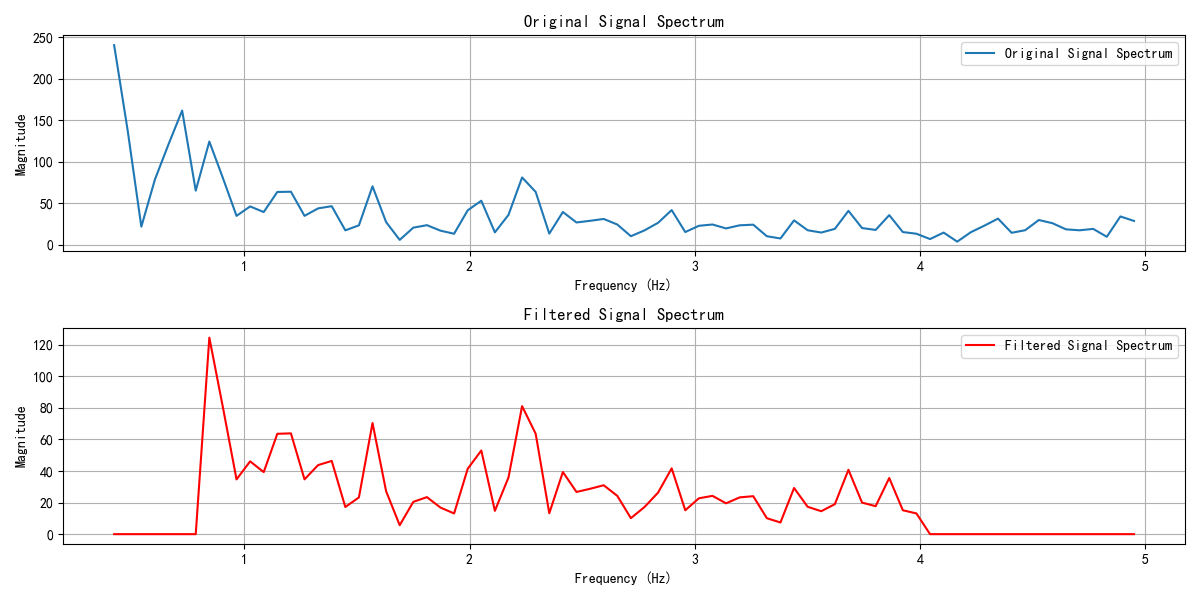 Original Signal Spectrum
250
200
150
100
50
0
Magnitude
Original Signal Spectrum
1
2
3
4
5
Frequency (Hz)
Filtered Signal Spectrum
120
100
80
60
40
20
0
Magnitude
Filtered Signal Spectrum
1
2
3
4
5
Frequency (Hz)